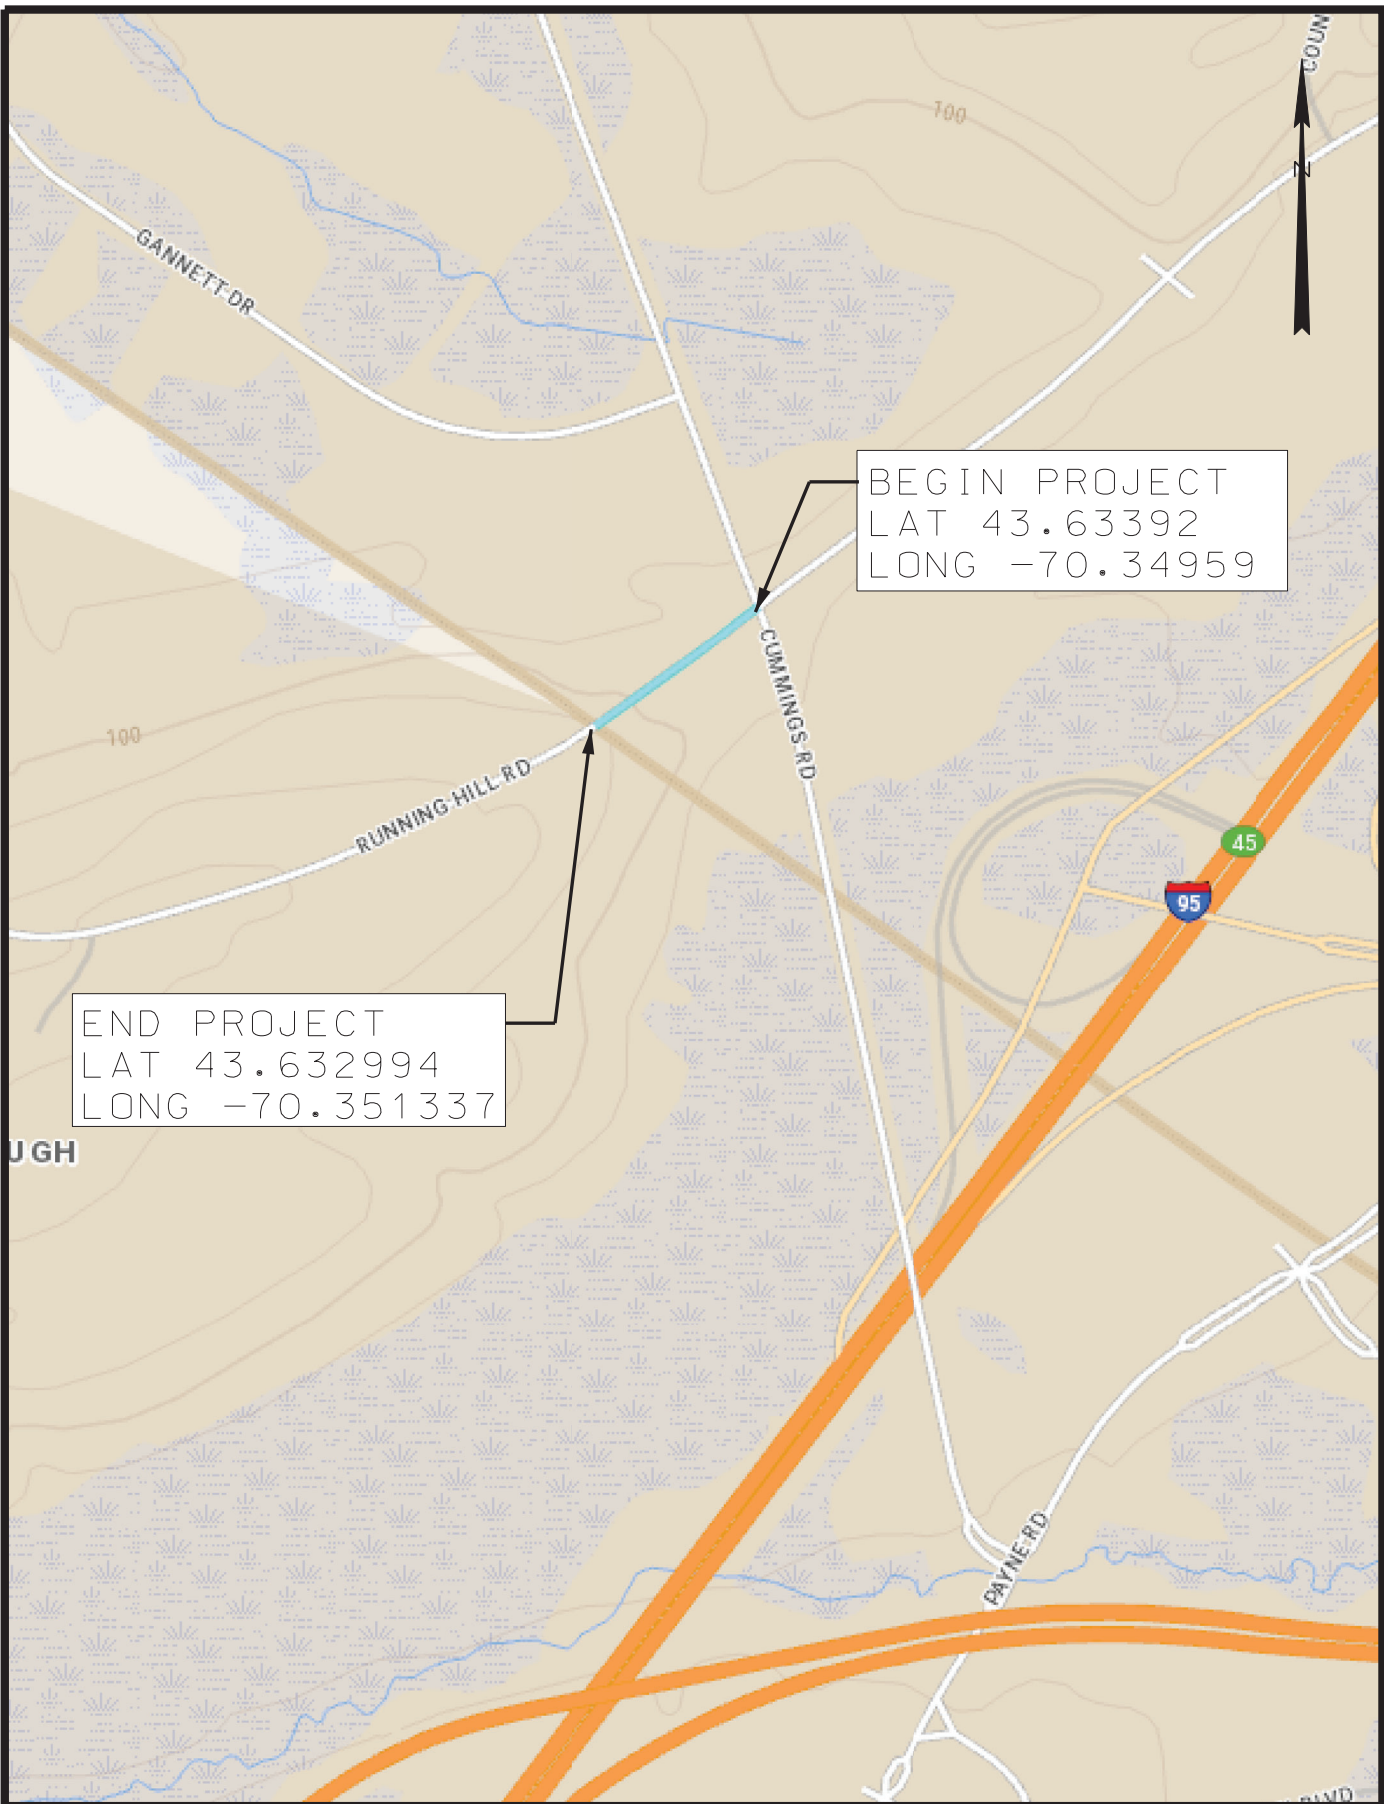 COUN
100
N
GANNETT DR
BEGIN PROJECT
LAT 43.63392
LONG -70.34959
CUMMINGS RD
100
RUNNING HILL RD
45
95
END PROJECT
LAT 43.632994
LONG -70.351337
UGH
PAYNE RD
BLVD